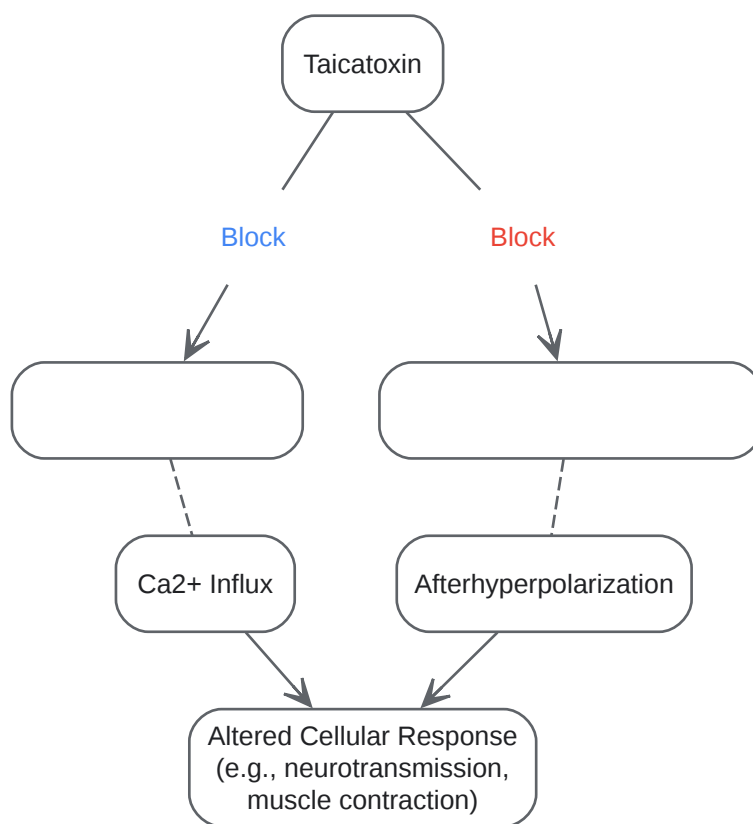 Taicatoxin
Block
Block
Ca2+ Influx
Afterhyperpolarization
Altered Cellular Response
(e.g., neurotransmission,
muscle contraction)